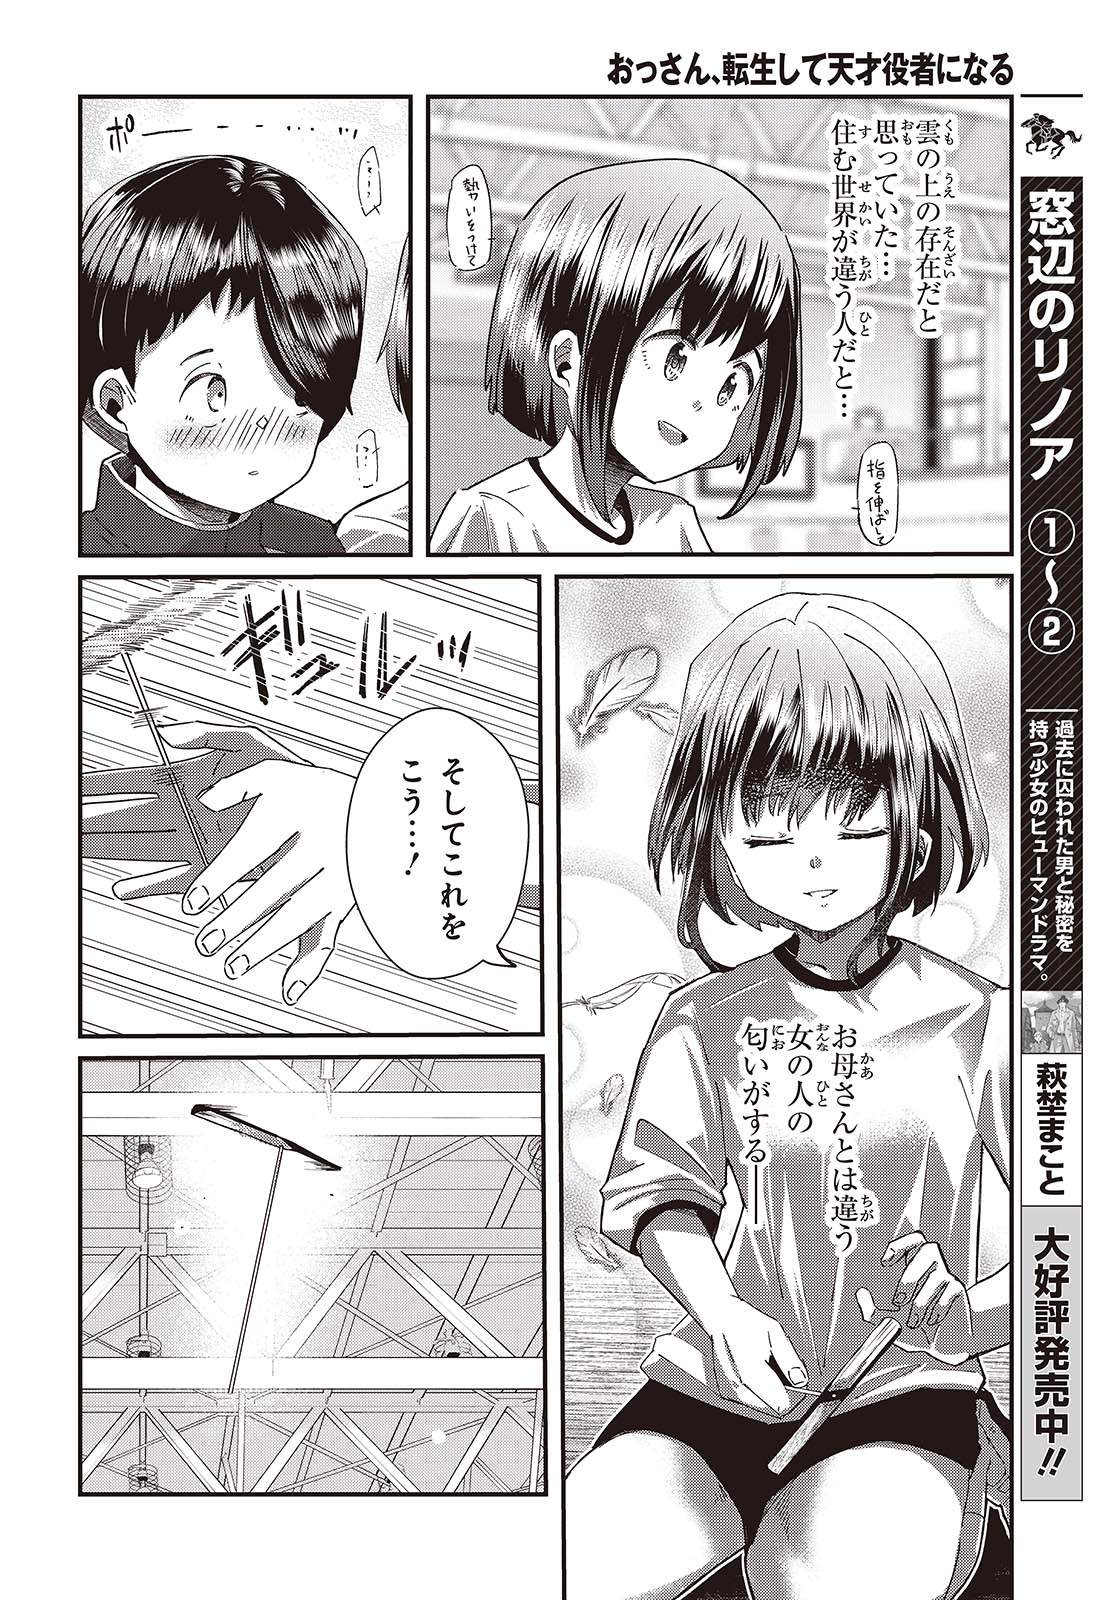 おっさん、転生して天才役者になる
雲の上の存在だと
思っていた…
住む世界が違う人だと…
指を伸ばして
勢いをつけて
ポー
…!!
…!?
お母さんとは違う
女の人の
匂いがする――
ギュルッ
そしてこれを
こう…!
窓辺のリノア ①〜②
過去に囚われた男と秘密を
持つ少女のヒューマンドラマ。
萩埜まこと
大好評発売中!!